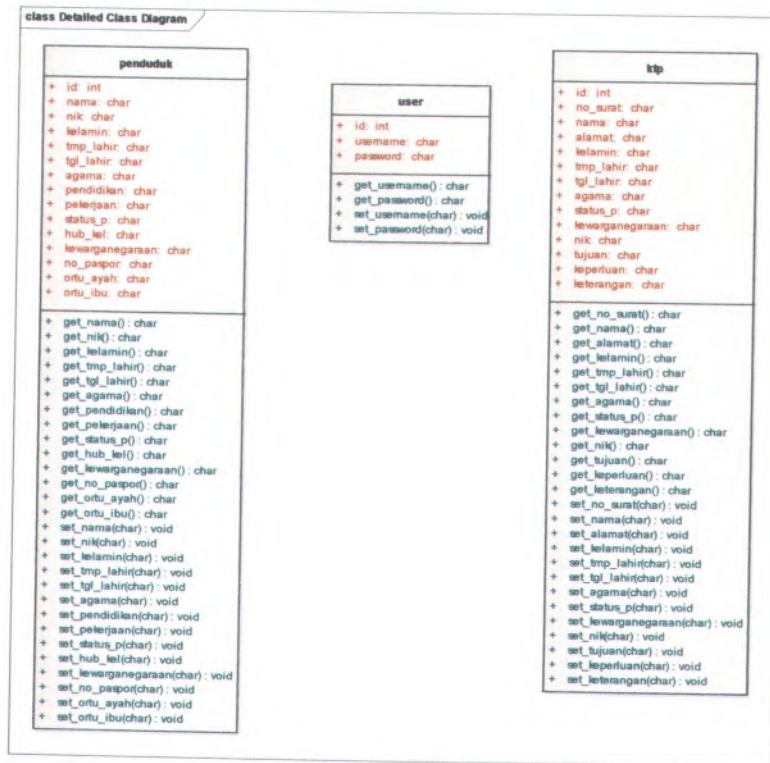 class Detailed Class Diagram
penduduk
+ id: int
+ nama: char
+ nik: char
+ kelamin: char
+ tmp_lahir: char
+ tgl_lahir: char
+ agama: char
+ pendidikan: char
+ pekerjaan: char
+ status_p: char
+ hub_kel: char
+ kewarganegaraan: char
+ no_paspor: char
+ ortu_ayah: char
+ ortu_ibu: char
+ get_nama() : char
+ get_nik() : char
+ get_kelamin() : char
+ get_tmp_lahir() : char
+ get_tgl_lahir() : char
+ get_agama() : char
+ get_pendidikan() : char
+ get_pekerjaan() : char
+ get_status_p() : char
+ get_hub_kel() : char
+ get_kewarganegaraan() : char
+ get_no_paspor() : char
+ get_ortu_ayah() : char
+ get_ortu_ibu() : char
+ set_nama(char) : void
+ set_nik(char) : void
+ set_kelamin(char) : void
+ set_tmp_lahir(char) : void
+ set_tgl_lahir(char) : void
+ set_agama(char) : void
+ set_pendidikan(char) : void
+ set_pekerjaan(char) : void
+ set_status_p(char) : void
+ set_hub_kel(char) : void
+ set_kewarganegaraan(char) : void
+ set_no_paspor(char) : void
+ set_ortu_ayah(char) : void
+ set_ortu_ibu(char) : void
user
+ id: int
+ username: char
+ password: char
+ get_username() : char
+ get_password() : char
+ set_username(char) : void
+ set_password(char) : void
ktp
+ id: int
+ no_surat: char
+ nama: char
+ alamat: char
+ kelamin: char
+ tmp_lahir: char
+ tgl_lahir: char
+ agama: char
+ status_p: char
+ kewarganegaraan: char
+ nik: char
+ tujuan: char
+ keperluan: char
+ keterangan: char
+ get_no_surat() : char
+ get_nama() : char
+ get_alamat() : char
+ get_kelamin() : char
+ get_tmp_lahir() : char
+ get_tgl_lahir() : char
+ get_agama() : char
+ get_status_p() : char
+ get_kewarganegaraan() : char
+ get_nik() : char
+ get_tujuan() : char
+ get_keperluan() : char
+ get_keterangan() : char
+ set_no_surat(char) : void
+ set_nama(char) : void
+ set_alamat(char) : void
+ set_kelamin(char) : void
+ set_tmp_lahir(char) : void
+ set_tgl_lahir(char) : void
+ set_agama(char) : void
+ set_status_p(char) : void
+ set_kewarganegaraan(char) : void
+ set_nik(char) : void
+ set_tujuan(char) : void
+ set_keperluan(char) : void
+ set_keterangan(char) : void